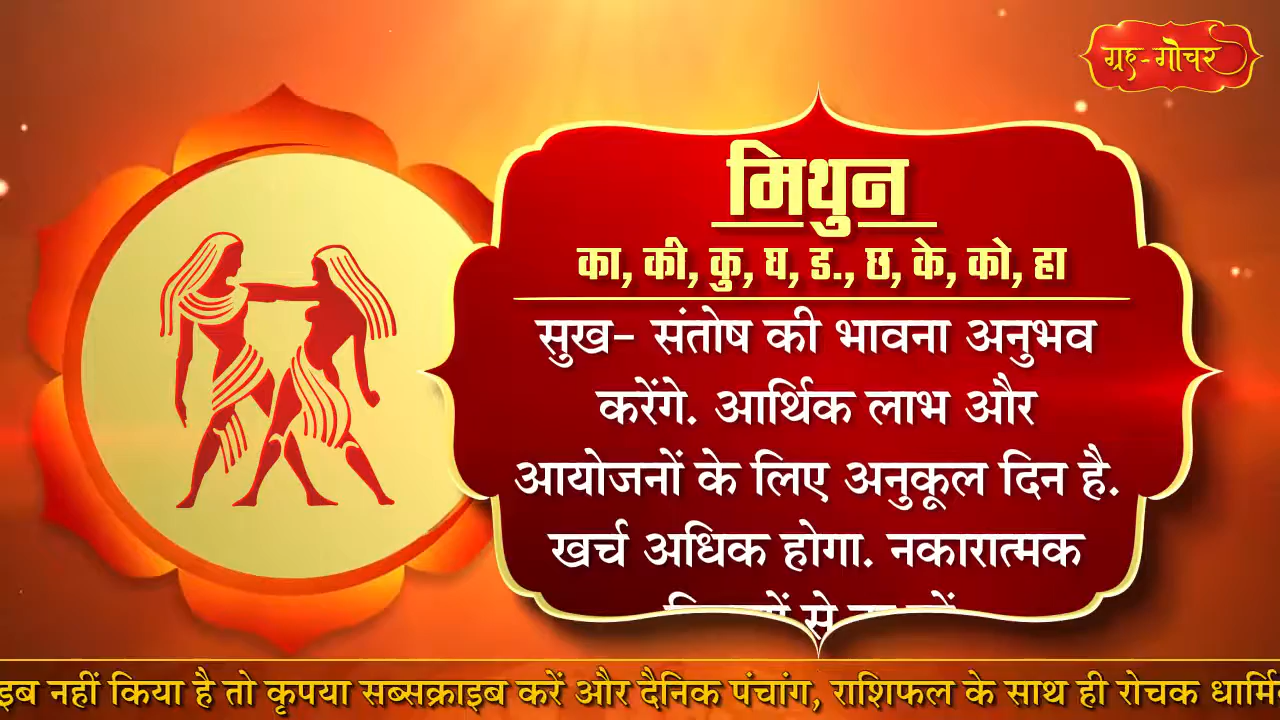 ग्रह-गोचर
मिथुन
का, की, कु, घ, ड., छ, के, को, हा
सुख- संतोष की भावना अनुभव
करेंगे. आर्थिक लाभ और
आयोजनों के लिए अनुकूल दिन है.
खर्च अधिक होगा. नकारात्मक
से
इब नहीं किया है तो कृपया सब्सक्राइब करें और दैनिक पंचांग, राशिफल के साथ ही रोचक धार्मि